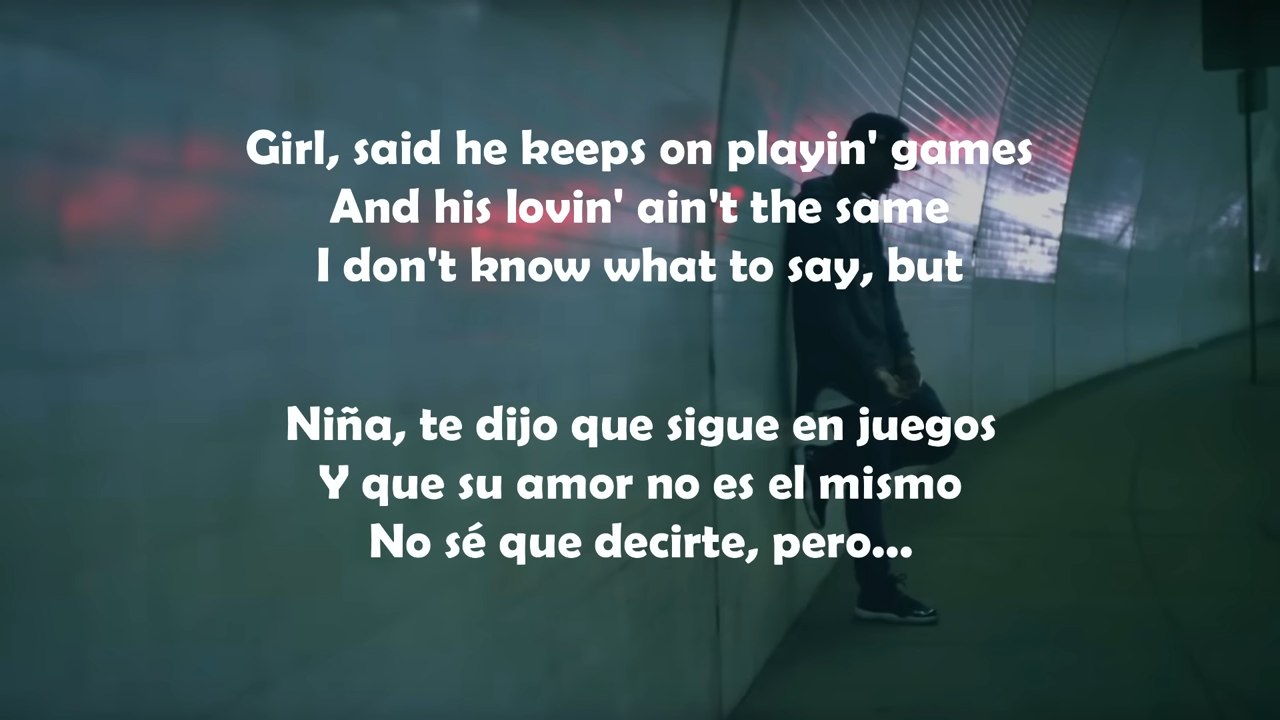 Girl, said he keeps on playin' games
And his lovin' ain't the same
I don't know what to say, but
Niña, te dijo que sigue en juegos
Y que su amor no es el mismo
No sé que decirte, pero...